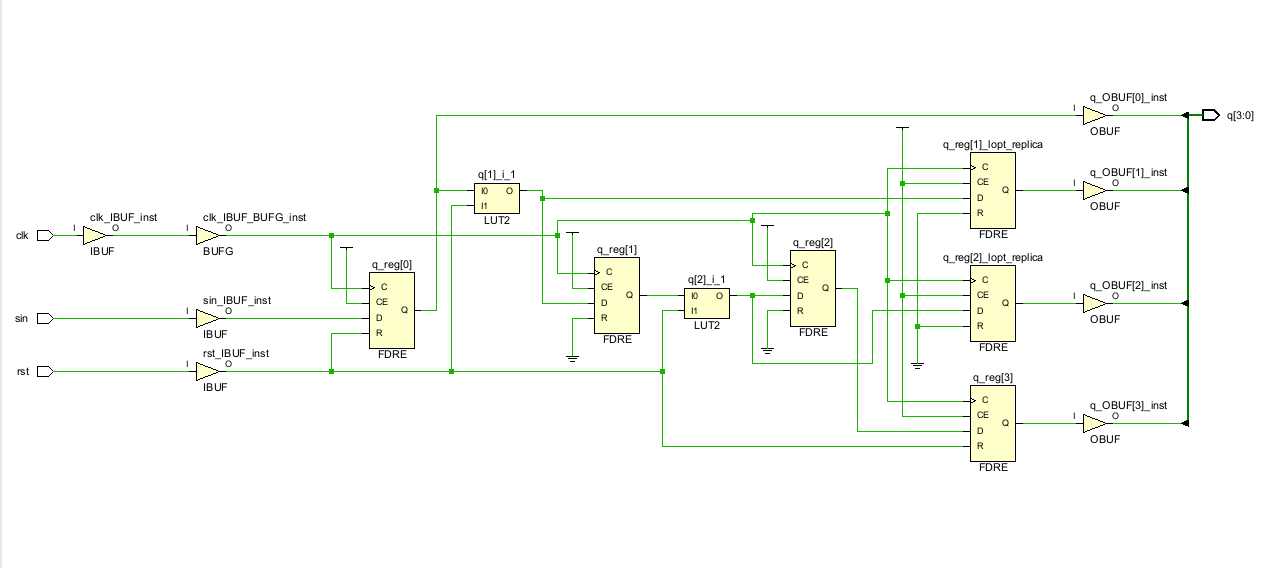 q_OBUF[0]_inst
I O
OBUF
q[3:0]
q_reg[1]_lopt_replica
C
CE
D
R
Q
FDRE
q_OBUF[1]_inst
I O
OBUF
q[1]_i_1
I0 O
I1
LUT2
clk
clk_IBUF_inst
I O
IBUF
clk_IBUF_BUFG_inst
I O
BUFG
q_reg[0]
C
CE
D
R
Q
FDRE
q_reg[1]
C
CE
D
R
Q
FDRE
q[2]_i_1
I0 O
I1
LUT2
q_reg[2]
C
CE
D
R
Q
FDRE
q_reg[2]_lopt_replica
C
CE
D
R
Q
FDRE
q_OBUF[2]_inst
I O
OBUF
sin
sin_IBUF_inst
I O
IBUF
rst
rst_IBUF_inst
I O
IBUF
q_reg[3]
C
CE
D
R
Q
FDRE
q_OBUF[3]_inst
I O
OBUF